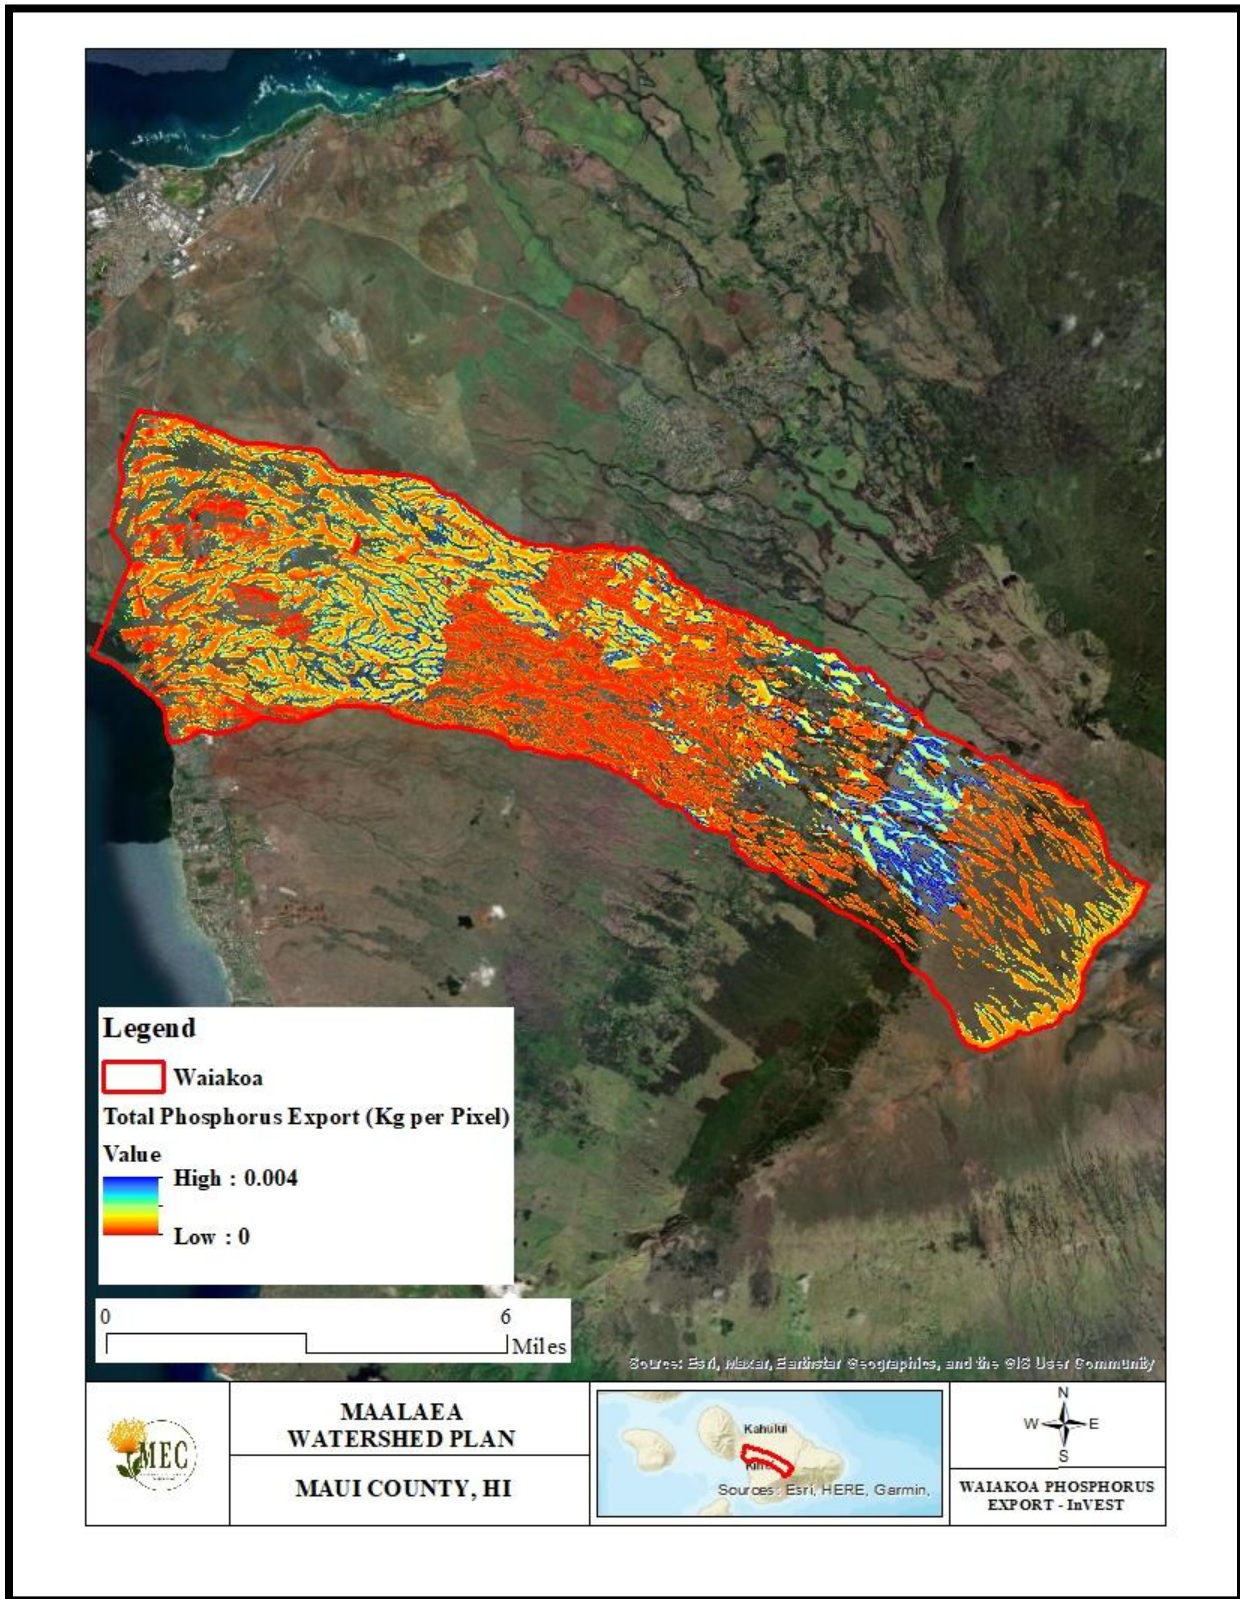 Legend
Waiakoa
Total Phosphorus Export (Kg per Pixel)
Value
High : 0.004
Low : 0
0 6
Miles
Source: Esri, Maxar, Earthstar Geographics, and the GIS User Community
MEC
MAALAEA
WATERSHED PLAN
MAUI COUNTY, HI
Kahului
Sources: Esri, HERE, Garmin,
N
W E
S
WAIAKOA PHOSPHORUS
EXPORT - InVEST